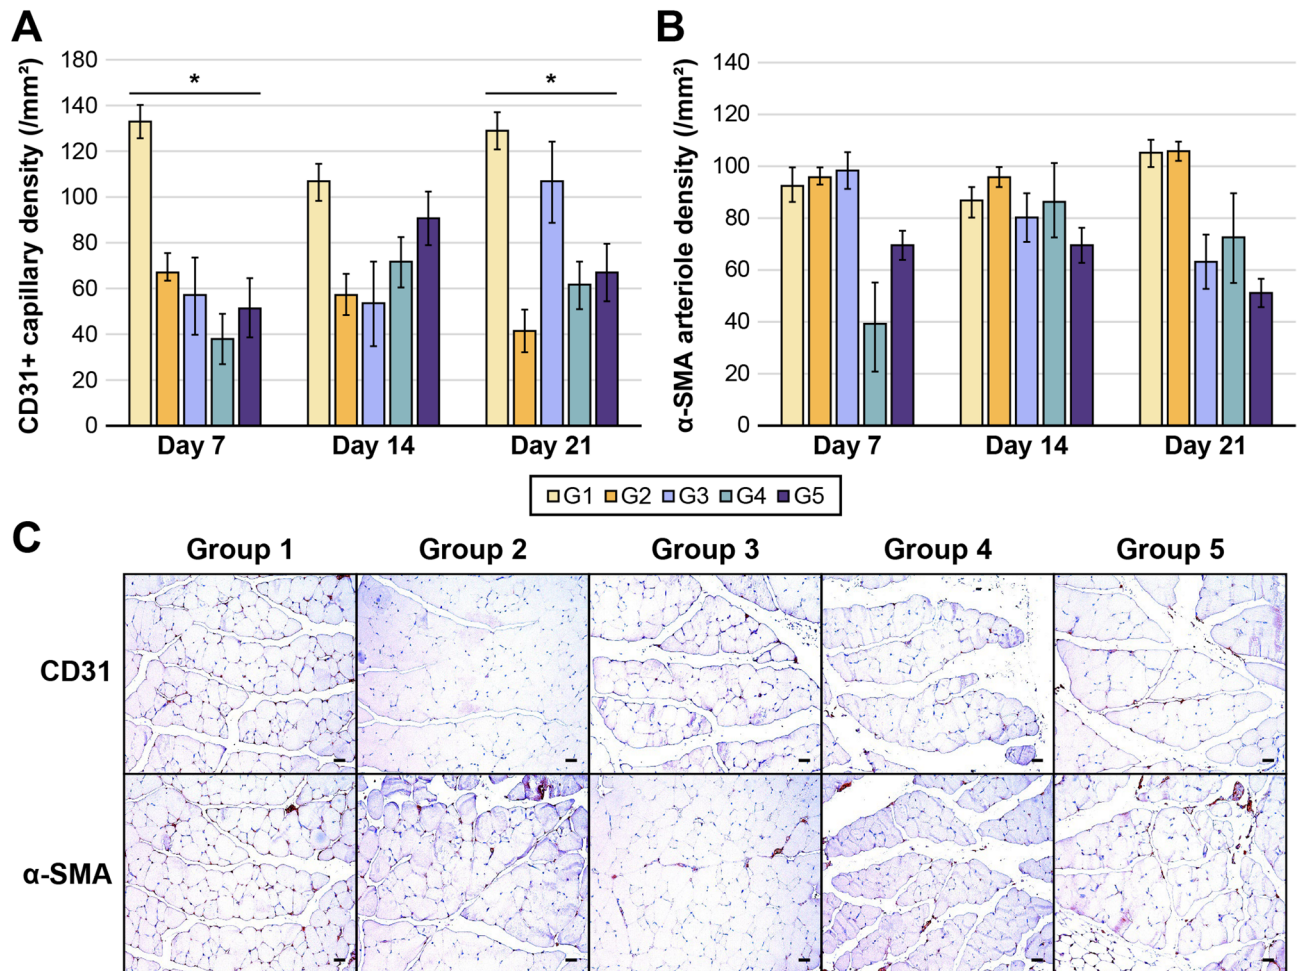 A
CD31+ capillary density (/mm²)
180
140
120
100
80
60
40
20
0
*
*
Day 7
Day 14
Day 21
B
α-SMA arteriole density (/mm²)
140
120
100
80
60
40
20
0
Day 7
Day 14
Day 21
G1 G2 G3 G4 G5
C
Group 1 Group 2 Group 3 Group 4 Group 5
CD31
α-SMA